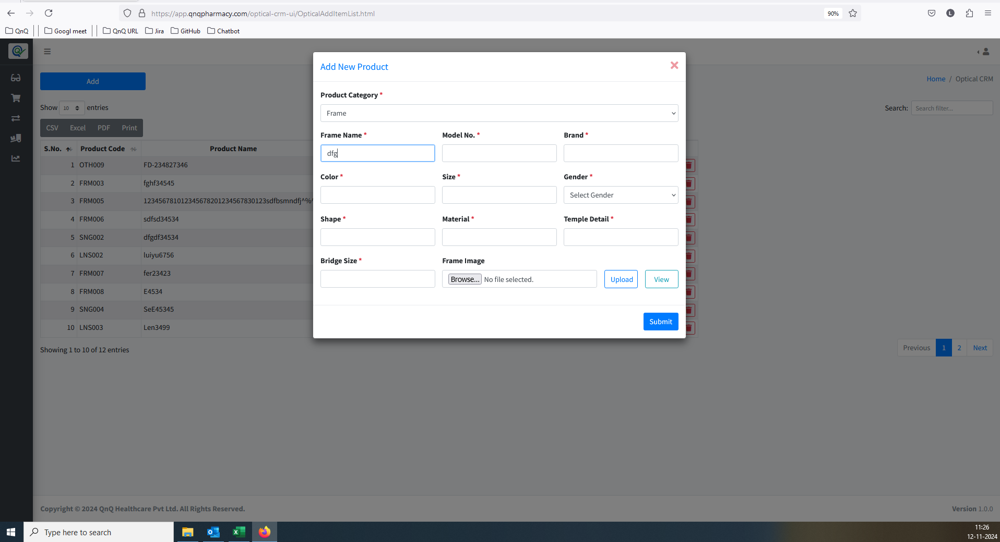 https://app.qnqpharmacy.com/optical-crm-ui/OpticalAddItemList.html
90%
L
QnQ
Googl meet
QnQ URL
Jira
GitHub
Chatbot
Add New Product
Add
Home / Optical CRM
Product Category *
Frame
Show 10 entries
Search: Search filter...
CSV Excel PDF Print
Frame Name * Model No. * Brand *
dfg
S.No. Product Code Product Name
1 OTH009 FD-234827346
Color * Size * Gender *
2 FRM003 fghf34545
Select Gender
3 FRM005 12345678101234567820123456783 0123sdfbsmndfj^%^
4 FRM006 sdfsd34534
Shape * Material * Temple Detail *
5 SNG002 dfgdf34534
6 LNS002 luiyu6756
Bridge Size * Frame Image
7 FRM007 fer23423
Browse... No file selected. Upload View
8 FRM008 E4534
9 SNG004 SeE45345
Submit
10 LNS003 Len3499
Showing 1 to 10 of 12 entries
Previous 1 2 Next
Copyright © 2024 QnQ Healthcare Pvt Ltd. All Rights Reserved.
Version 1.0.0
Type here to search
11:26
12-11-2024